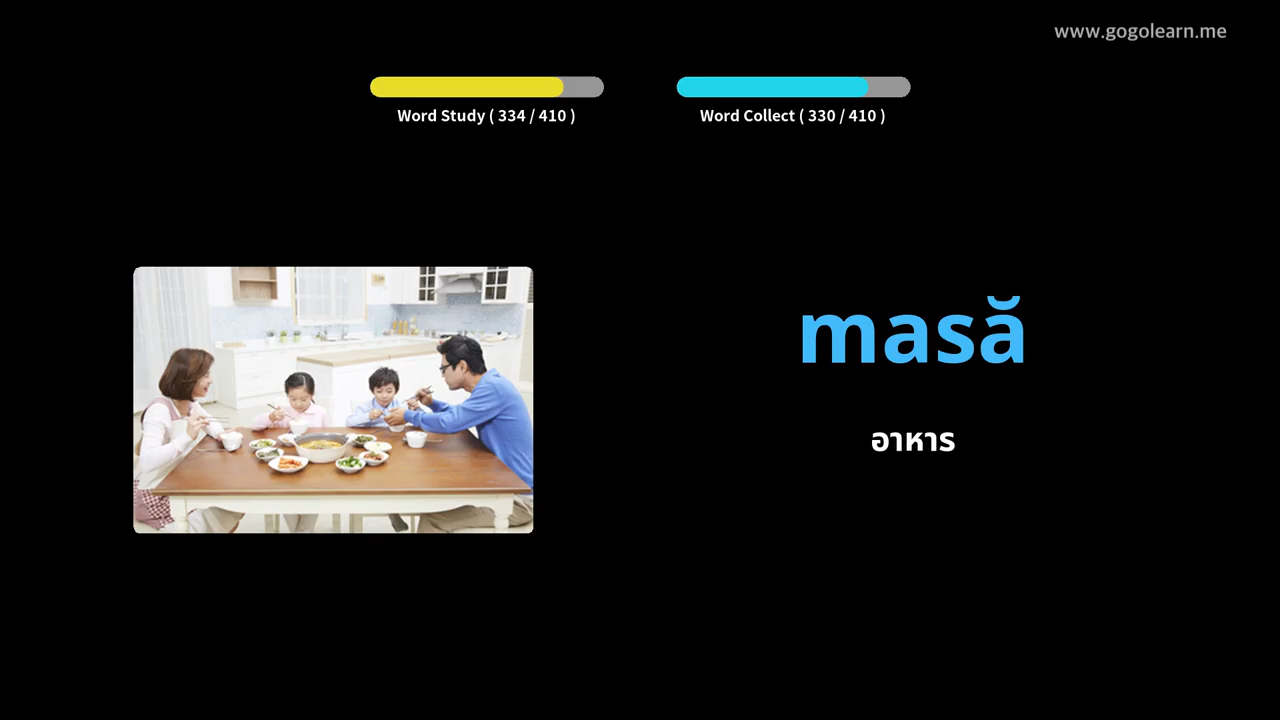 www.gogolearn.me
Word Study ( 334 / 410 )
Word Collect ( 330 / 410 )
masă
อาหาร